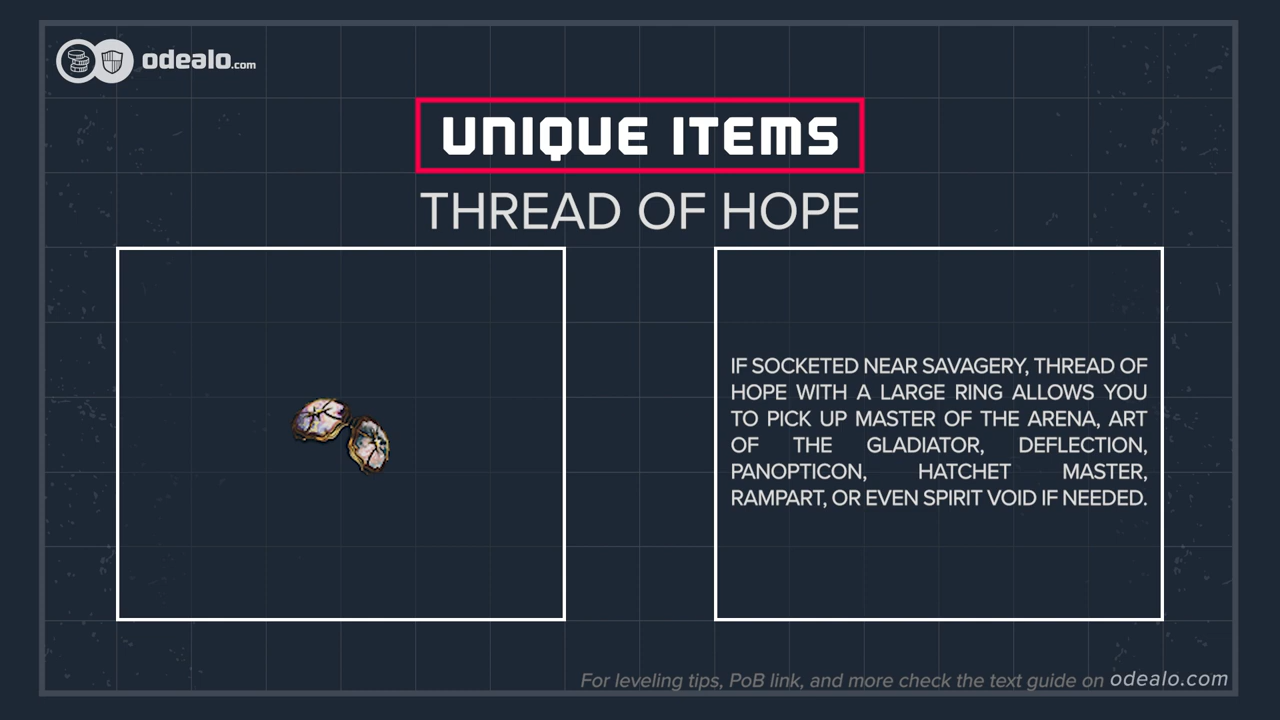 odealo.com
UNIQUE ITEMS
THREAD OF HOPE
IF SOCKETED NEAR SAVAGERY, THREAD OF
HOPE WITH A LARGE RING ALLOWS YOU
TO PICK UP MASTER OF THE ARENA, ART
OF THE GLADIATOR, DEFLECTION,
PANOPTICON, HATCHET MASTER,
RAMPART, OR EVEN SPIRIT VOID IF NEEDED.
For leveling tips, PoB link, and more check the text guide on odealo.com